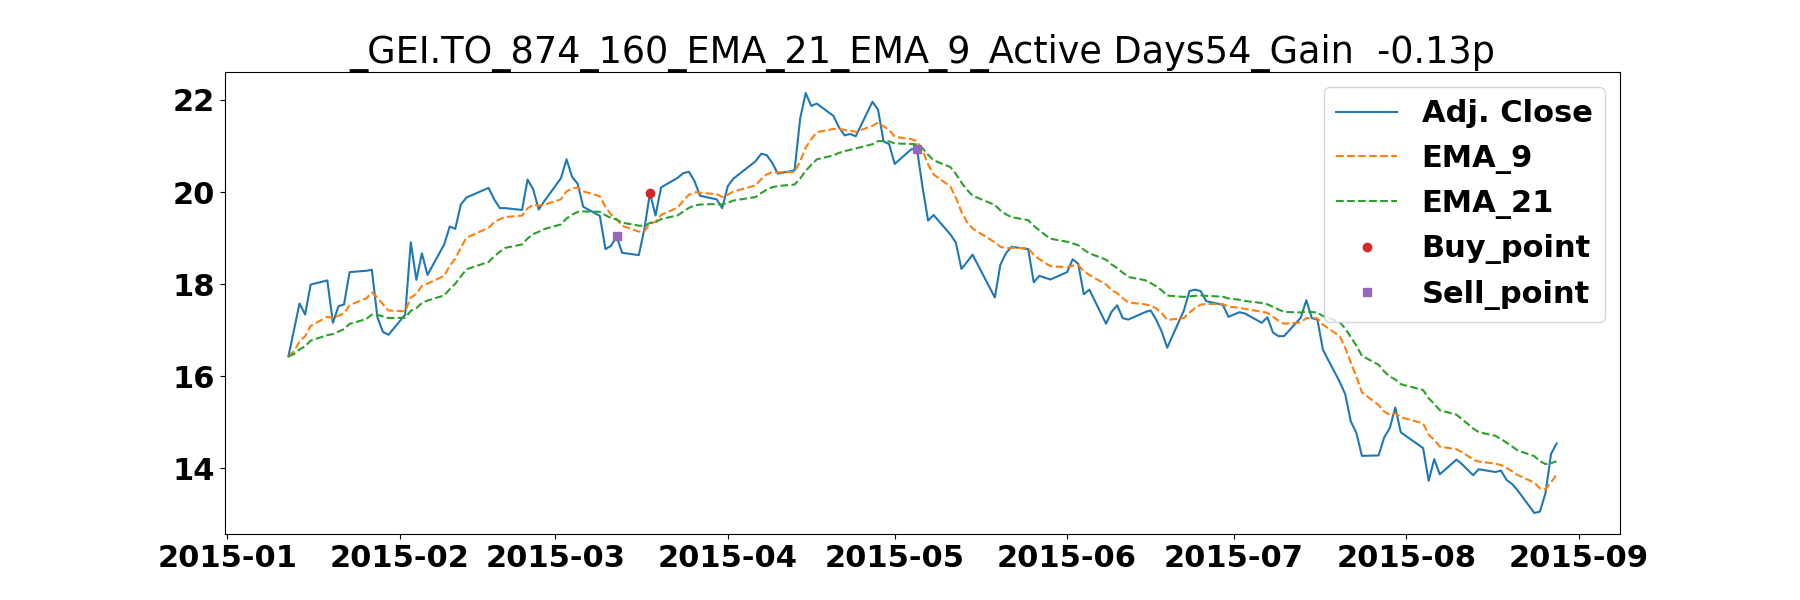 _GEI.TO_874_160_EMA_21_EMA_9_Active Days54_Gain  -0.13p
22
20
18
16
14
Adj. Close
EMA_9
EMA_21
Buy_point
Sell_point
2015-01 2015-02 2015-03 2015-04 2015-05 2015-06 2015-07 2015-08 2015-09